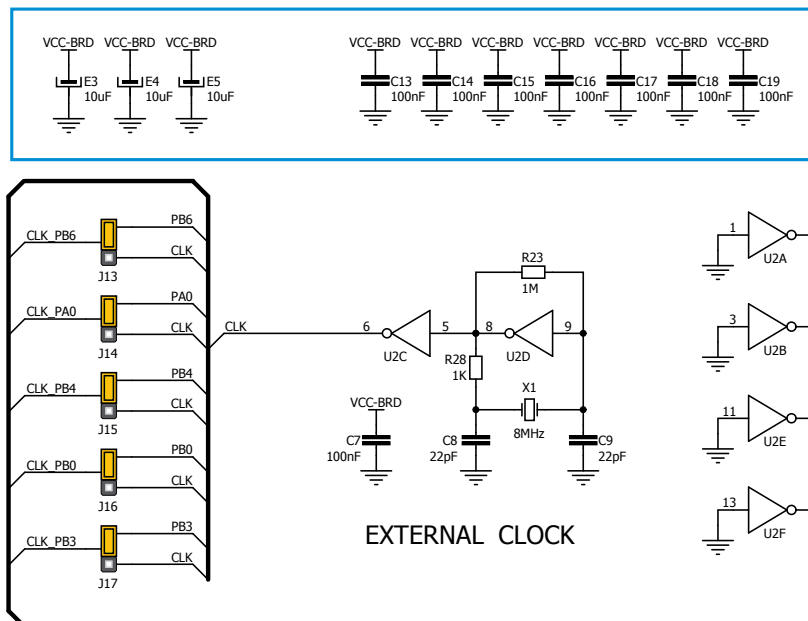 VCC-BRD VCC-BRD VCC-BRD VCC-BRD VCC-BRD VCC-BRD VCC-BRD VCC-BRD VCC-BRD VCC-BRD
E3 E4 E5 C13 C14 C15 C16 C17 C18 C19
10uF 10uF 10uF 100nF 100nF 100nF 100nF 100nF 100nF 100nF
PB6
CLK_PB6
CLK
J13
PA0
CLK_PA0
CLK
J14
PB4
CLK_PB4
CLK
J15
PB0
CLK_PB0
CLK
J16
PB3
CLK_PB3
CLK
J17
CLK
6 5
U2C
8 9
U2D
R23
1M
R28
1K
X1
8MHz
VCC-BRD
C7
100nF
C8
22pF
C9
22pF
EXTERNAL CLOCK
1
U2A
3
U2B
11
U2E
13
U2F